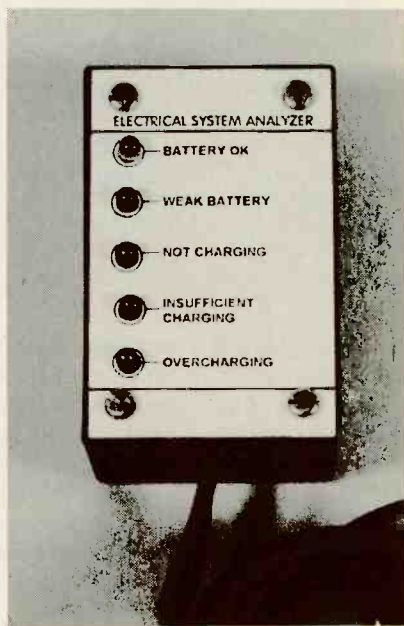 ELECTRICAL SYSTEM ANALYZER
BATTERY OK
WEAK BATTERY
NOT CHARGING
INSUFFICIENT
CHARGING
OVERCHARGING